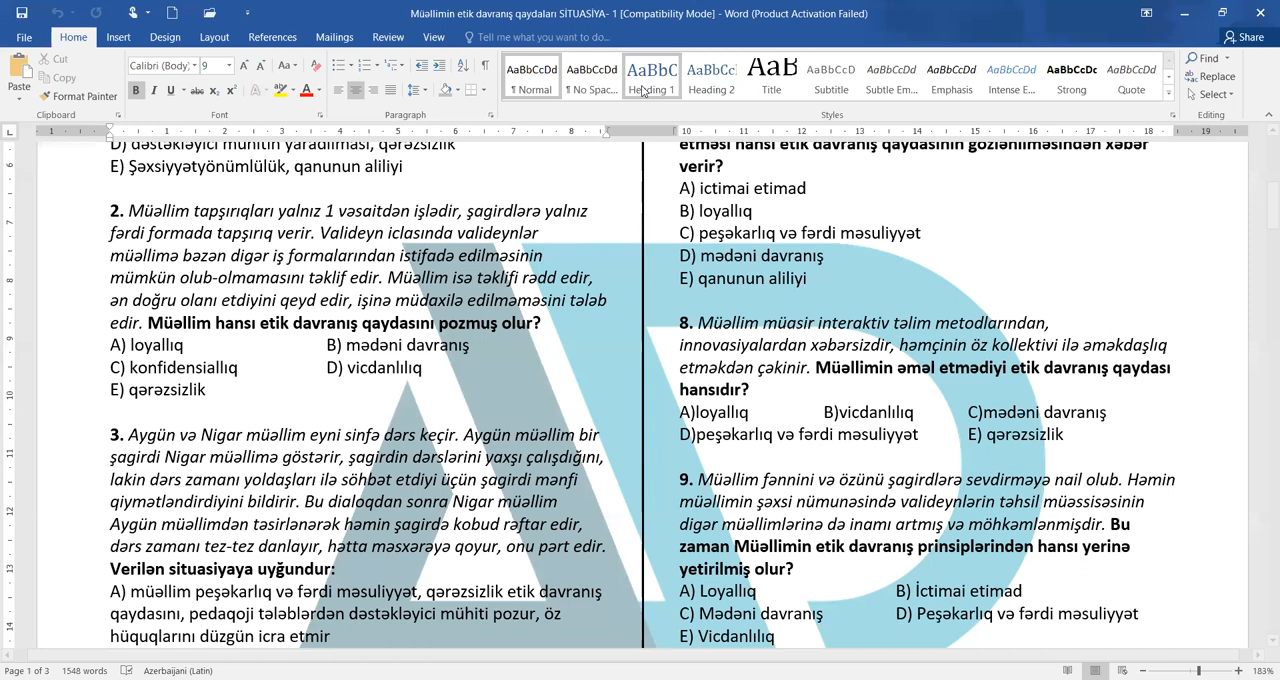 Müəllimin etik davranış qaydaları SİTUASİYA- 1 [Compatibility Mode] - Word (Product Activation Failed)
File Home Insert Design Layout References Mailings Review View Tell me what you want to do... Share
Paste
Cut
Copy
Format Painter
Clipboard
Calibri (Body) 9
Font
Paragraph
AaBbCcDd AaBbCcDd AaBbC AaBbCc AaB AaBbCcD AaBbCcDd AaBbCcDd AaBbCcDd AaBbCcDc AaBbCcDd
¶ Normal ¶ No Spac... Heading 1 Heading 2 Title Subtitle Subtle Em... Emphasis Intense E... Strong Quote
Styles
Find
Replace
Select
Editing
D) dəstəkləyici mühitin yaradılması, qərəzsizlik
E) Şəxsiyyətyönümlülük, qanunun aliliyi
2. Müəllim tapşırıqları yalnız 1 vəsaitdən işlədir, şagirdlərə yalnız
fərdi formada tapşırıq verir. Valideyn iclasında valideynlər
müəllimə bəzən digər iş formalarından istifadə edilməsinin
mümkün olub-olmamasını təklif edir. Müəllim isə təklifi rədd edir,
ən doğru olanı etdiyini qeyd edir, işinə müdaxilə edilməməsini tələb
edir. Müəllim hansı etik davranış qaydasını pozmuş olur?
A) loyallıq B) mədəni davranış
C) konfidensiallıq D) vicdanlılıq
E) qərəzsizlik
3. Aygün və Nigar müəllim eyni sinfə dərs keçir. Aygün müəllim bir
şagirdi Nigar müəllimə göstərir, şagirdin dərslərini yaxşı çalışdığını,
lakin dərs zamanı yoldaşları ilə söhbət etdiyi üçün şagirdi mənfi
qiymətləndirdiyini bildirir. Bu dialoqdan sonra Nigar müəllim
Aygün müəllimdən təsirlənərək həmin şagirdə kobud rəftar edir,
dərs zamanı tez-tez danlayır, hətta məsxərəyə qoyur, onu pərt edir.
Verilən situasiyaya uyğundur:
A) müəllim peşəkarlıq və fərdi məsuliyyət, qərəzsizlik etik davranış
qaydasını, pedaqoji tələblərdən dəstəkləyici mühiti pozur, öz
hüquqlarını düzgün icra etmir
etməsi hansı etik davranış qaydasının gözlənilməsindən xəbər
verir?
A) ictimai etimad
B) loyallıq
C) peşəkarlıq və fərdi məsuliyyət
D) mədəni davranış
E) qanunun aliliyi
8. Müəllim müasir interaktiv təlim metodlarından,
innovasiyalardan xəbərsizdir, həmçinin öz kollektivi ilə əməkdaşlıq
etməkdən çəkinir. Müəllimin əməl etmədiyi etik davranış qaydası
hansıdır?
A)loyallıq B)vicdanlılıq C)mədəni davranış
D)peşəkarlıq və fərdi məsuliyyət E) qərəzsizlik
9. Müəllim fənnini və özünü şagirdlərə sevdirməyə nail olub. Həmin
müəllimin şəxsi nümunəsində valideynlərin təhsil müəssisəsinin
digər müəllimlərinə də inamı artmış və möhkəmlənmişdir. Bu
zaman Müəllimin etik davranış prinsiplərindən hansı yerinə
yetirilmiş olur?
A) Loyallıq B) İctimai etimad
C) Mədəni davranış D) Peşəkarlıq və fərdi məsuliyyət
E) Vicdanlılıq
Page 1 of 3 1548 words Azerbaijani (Latin) 183%